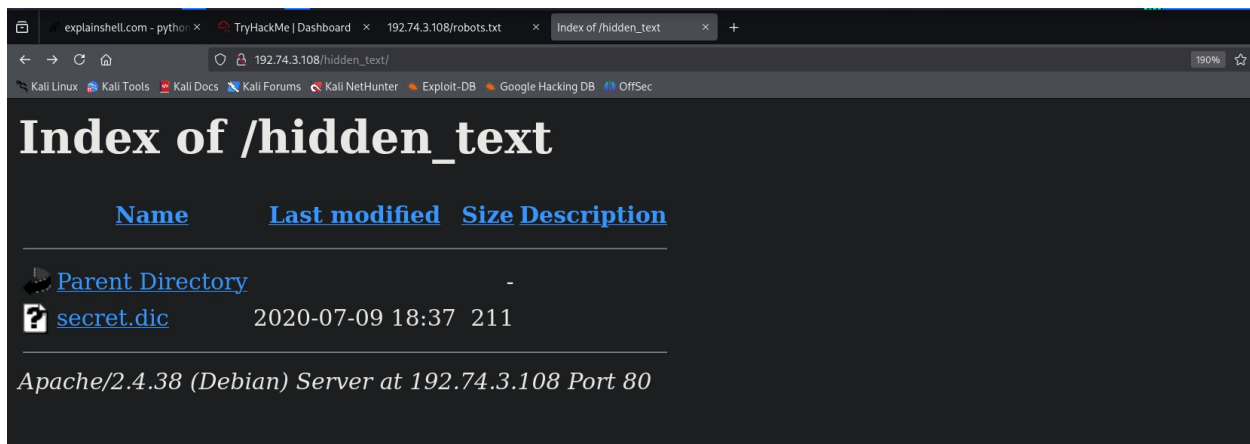 explainshell.com - python
TryHackMe | Dashboard
192.74.3.108/robots.txt
Index of /hidden_text
192.74.3.108/hidden_text/
190%
Kali Linux Kali Tools Kali Docs Kali Forums Kali NetHunter Exploit-DB Google Hacking DB OffSec
Index of /hidden_text
Name Last modified Size Description
Parent Directory -
secret.dic 2020-07-09 18:37 211
Apache/2.4.38 (Debian) Server at 192.74.3.108 Port 80